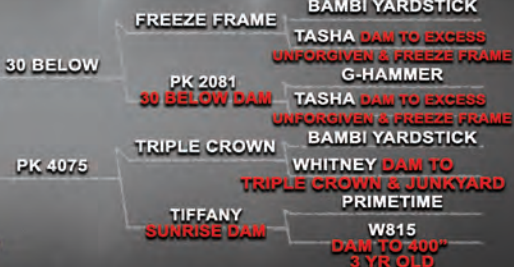 BAMBI YARDSTICK
FREEZE FRAME
TASHA DAM TO EXCESS
UNFORGIVEN & FREEZE FRAME
30 BELOW
G-HAMMER
PK 2081
30 BELOW DAM
TASHA DAM TO EXCESS
UNFORGIVEN & FREEZE FRAME
BAMBI YARDSTICK
TRIPLE CROWN
WHITNEY DAM TO
TRIPLE CROWN & JUNKYARD
PK 4075
PRIMETIME
TIFFANY
SUNRISE DAM
W815
DAM TO 400"
3 YR OLD